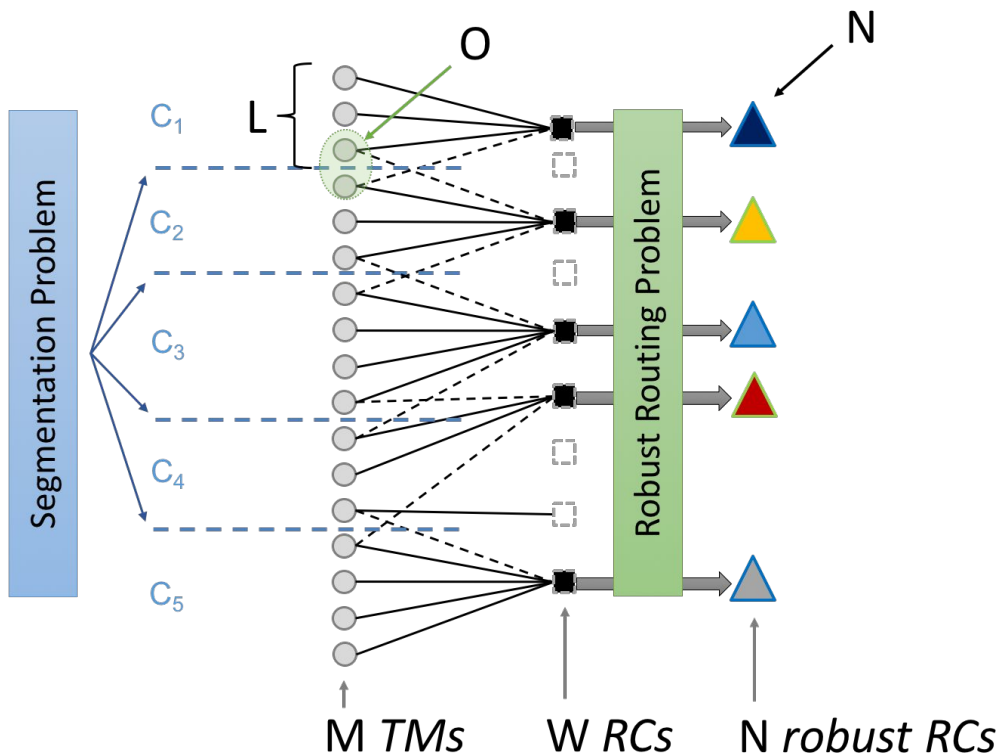 N
O
L
C₁
C₂
C₃
C₄
C₅
Segmentation Problem
Robust Routing Problem
M TMs
W RCs
N robust RCs